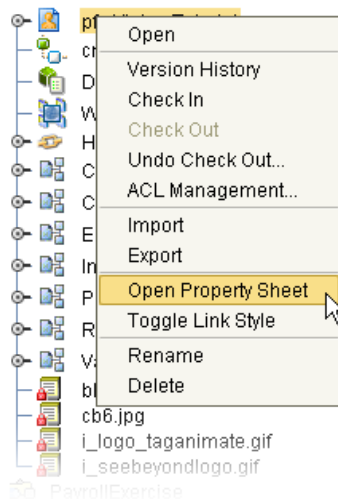 Open
Version History
Check In
Check Out
Undo Check Out...
ACL Management...
Import
Export
Open Property Sheet
Toggle Link Style
Rename
Delete
cb6.jpg
i_logo_taganimate.gif
i_seebeyondlogo.gif
PayrollExercise